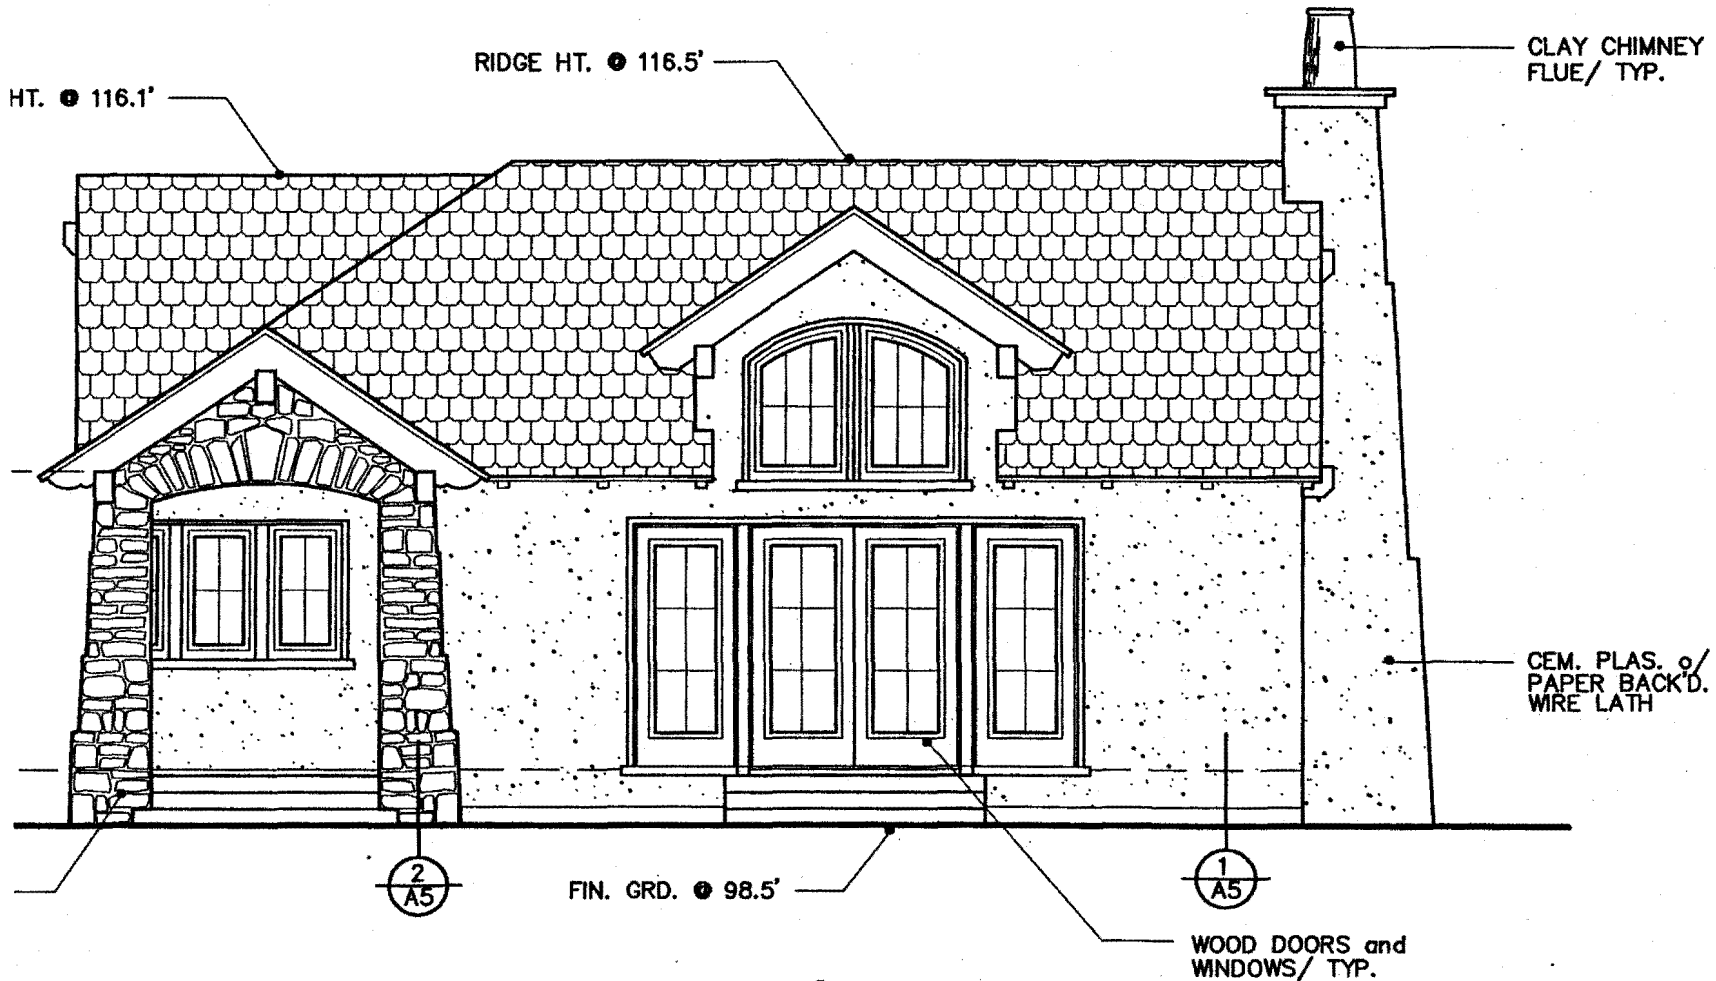 CLAY CHIMNEY
FLUE/ TYP.
RIDGE HT. @ 116.5'
HT. @ 116.1'
CEM. PLAS. o/
PAPER BACK'D.
WIRE LATH
2
A5
FIN. GRD. @ 98.5'
1
A5
WOOD DOORS and
WINDOWS/ TYP.